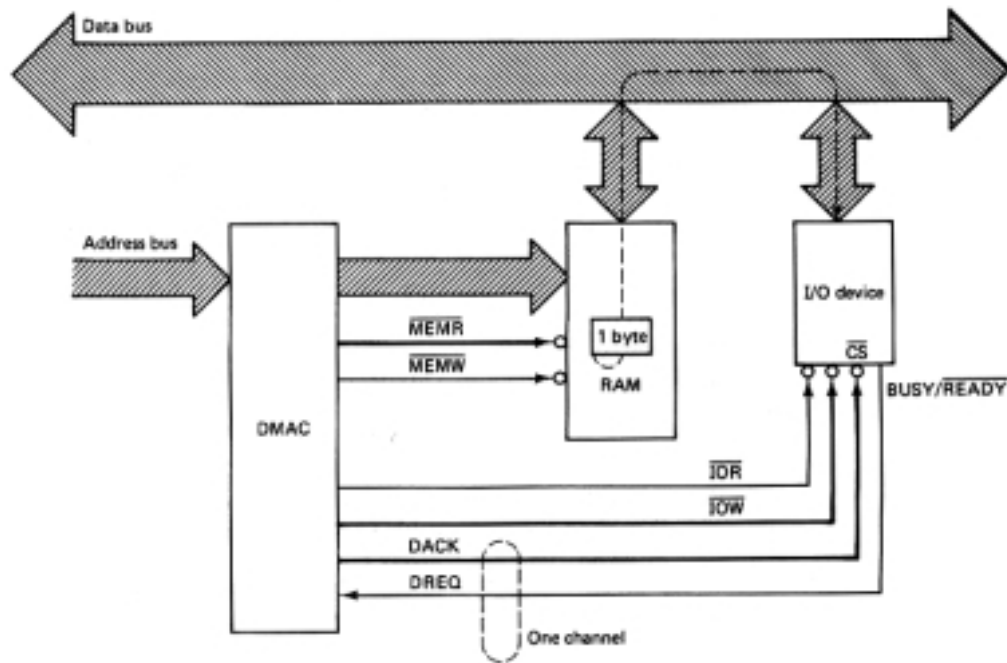 Data bus
Address bus
I/O device
MEMR
1 byte
CS
MEMW
RAM
BUSY/READY
DMAC
IOR
IOW
DACK
DREQ
One channel